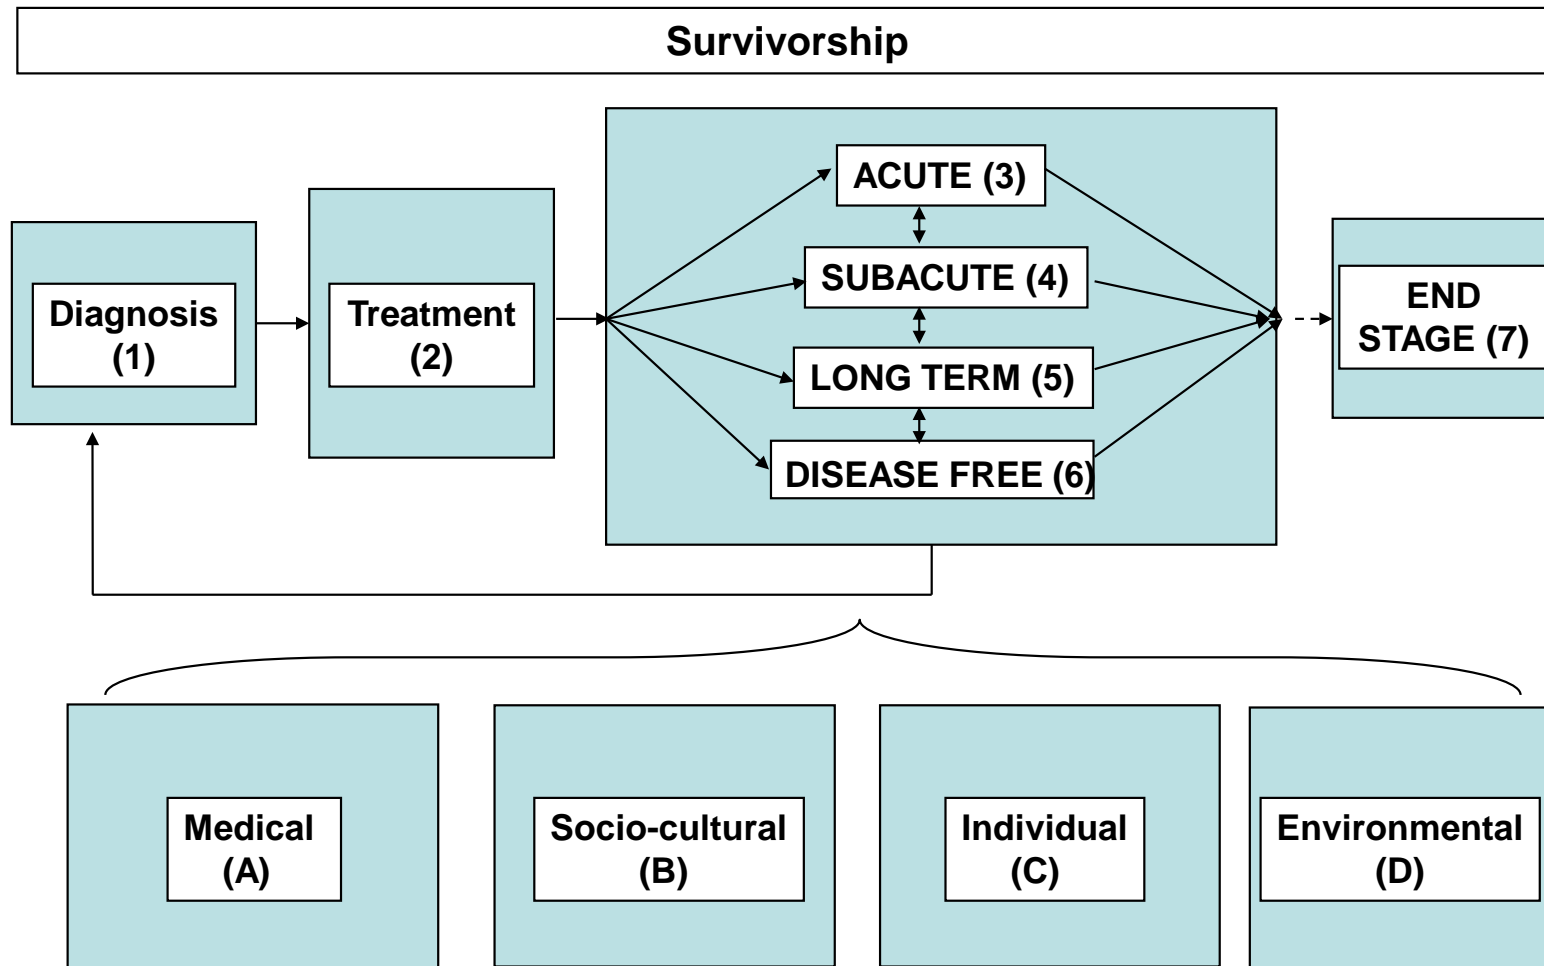 Survivorship
ACUTE (3)
SUBACUTE (4)
LONG TERM (5)
DISEASE FREE (6)
Diagnosis
(1)
Treatment
(2)
END
STAGE (7)
Medical
(A)
Socio-cultural
(B)
Individual
(C)
Environmental
(D)